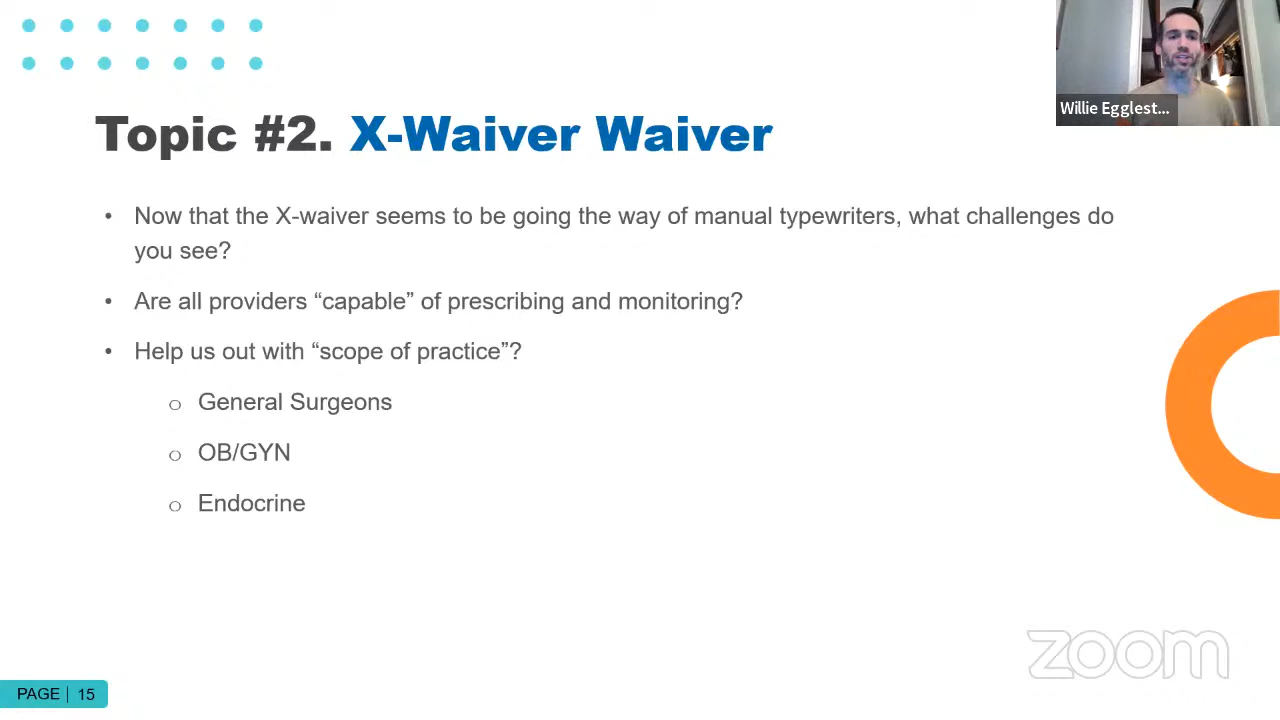 Willie Egglest...
Topic #2. X-Waiver Waiver
• Now that the X-waiver seems to be going the way of manual typewriters, what challenges do
you see?
• Are all providers “capable” of prescribing and monitoring?
• Help us out with “scope of practice”?
o General Surgeons
o OB/GYN
o Endocrine
zoom
PAGE | 15